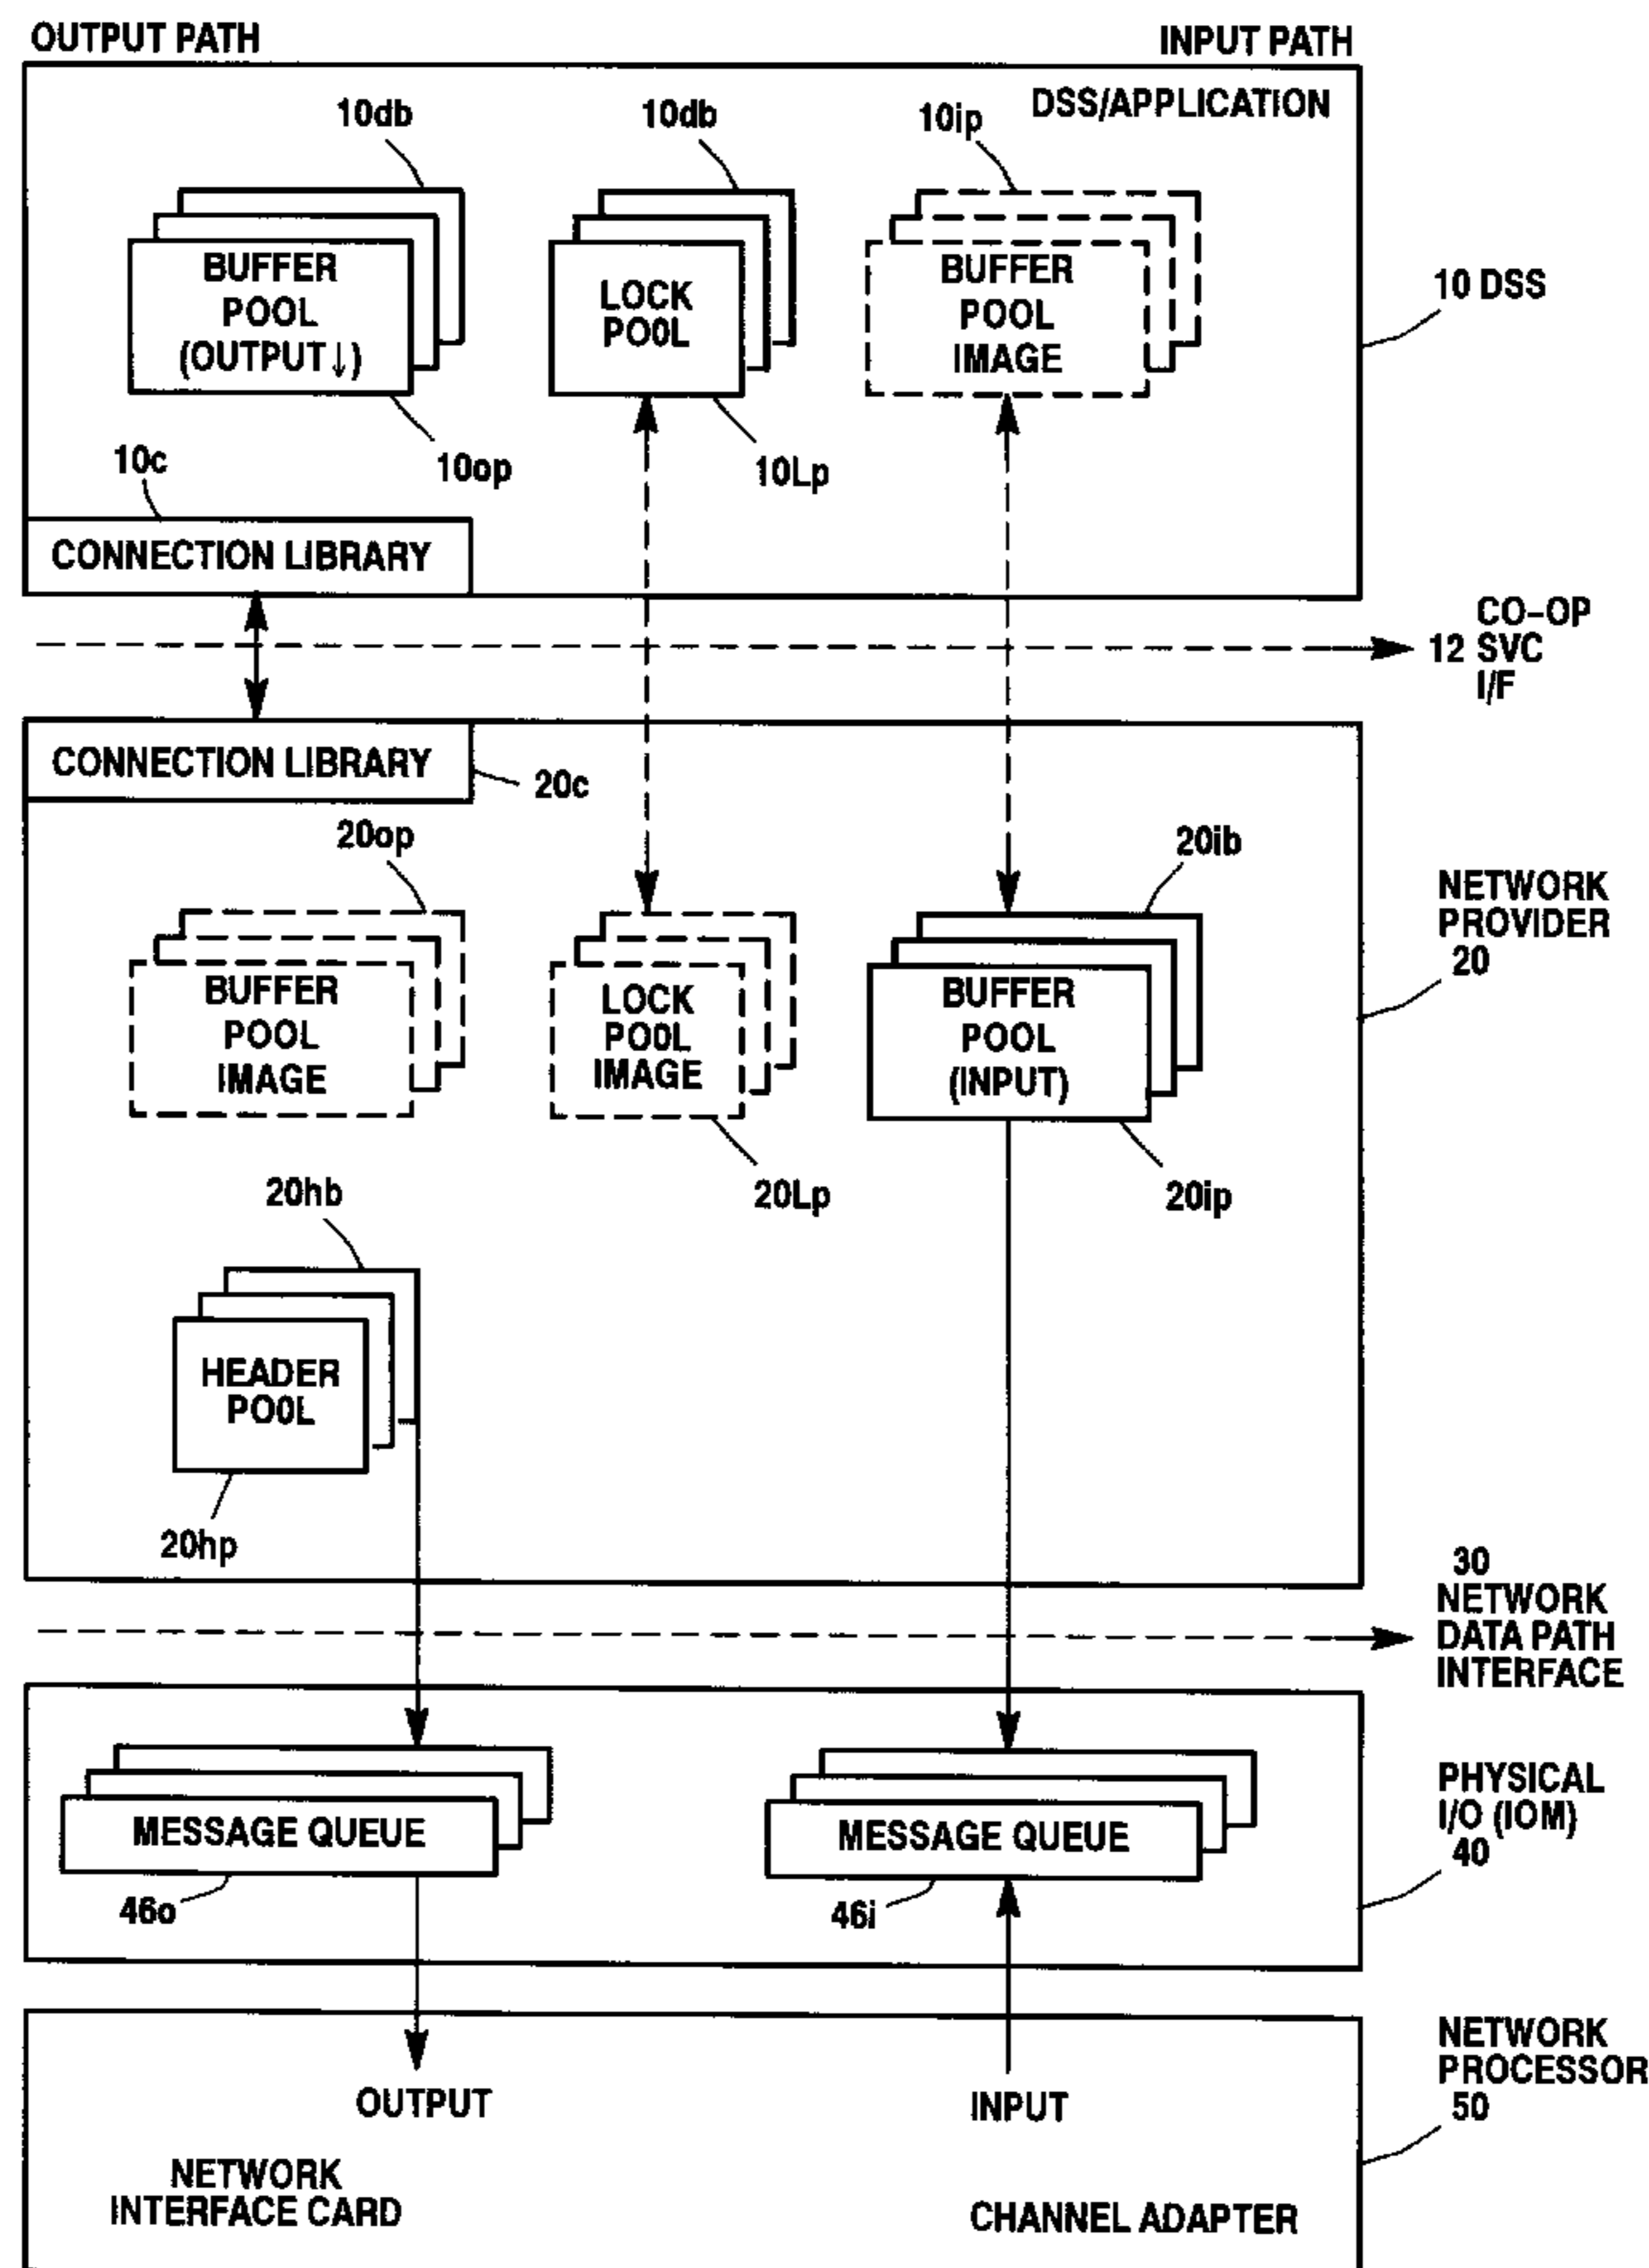 OUTPUT PATH
INPUT PATH
DSS/APPLICATION
10db
10db
10ip
BUFFER
POOL
(OUTPUT↓)
LOCK
POOL
BUFFER
POOL
IMAGE
10 DSS
10op
10Lp
10c
CONNECTION LIBRARY
CO-OP
12 SVC
I/F
CONNECTION LIBRARY
20c
20op
20ib
NETWORK
PROVIDER
20
BUFFER
POOL
IMAGE
LOCK
POOL
IMAGE
BUFFER
POOL
(INPUT)
20Lp
20ip
20hb
HEADER
POOL
20hp
30
NETWORK
DATA PATH
INTERFACE
MESSAGE QUEUE
MESSAGE QUEUE
PHYSICAL
I/O (IOM)
40
46o
46i
NETWORK
PROCESSOR
50
OUTPUT
INPUT
NETWORK
INTERFACE CARD
CHANNEL ADAPTER